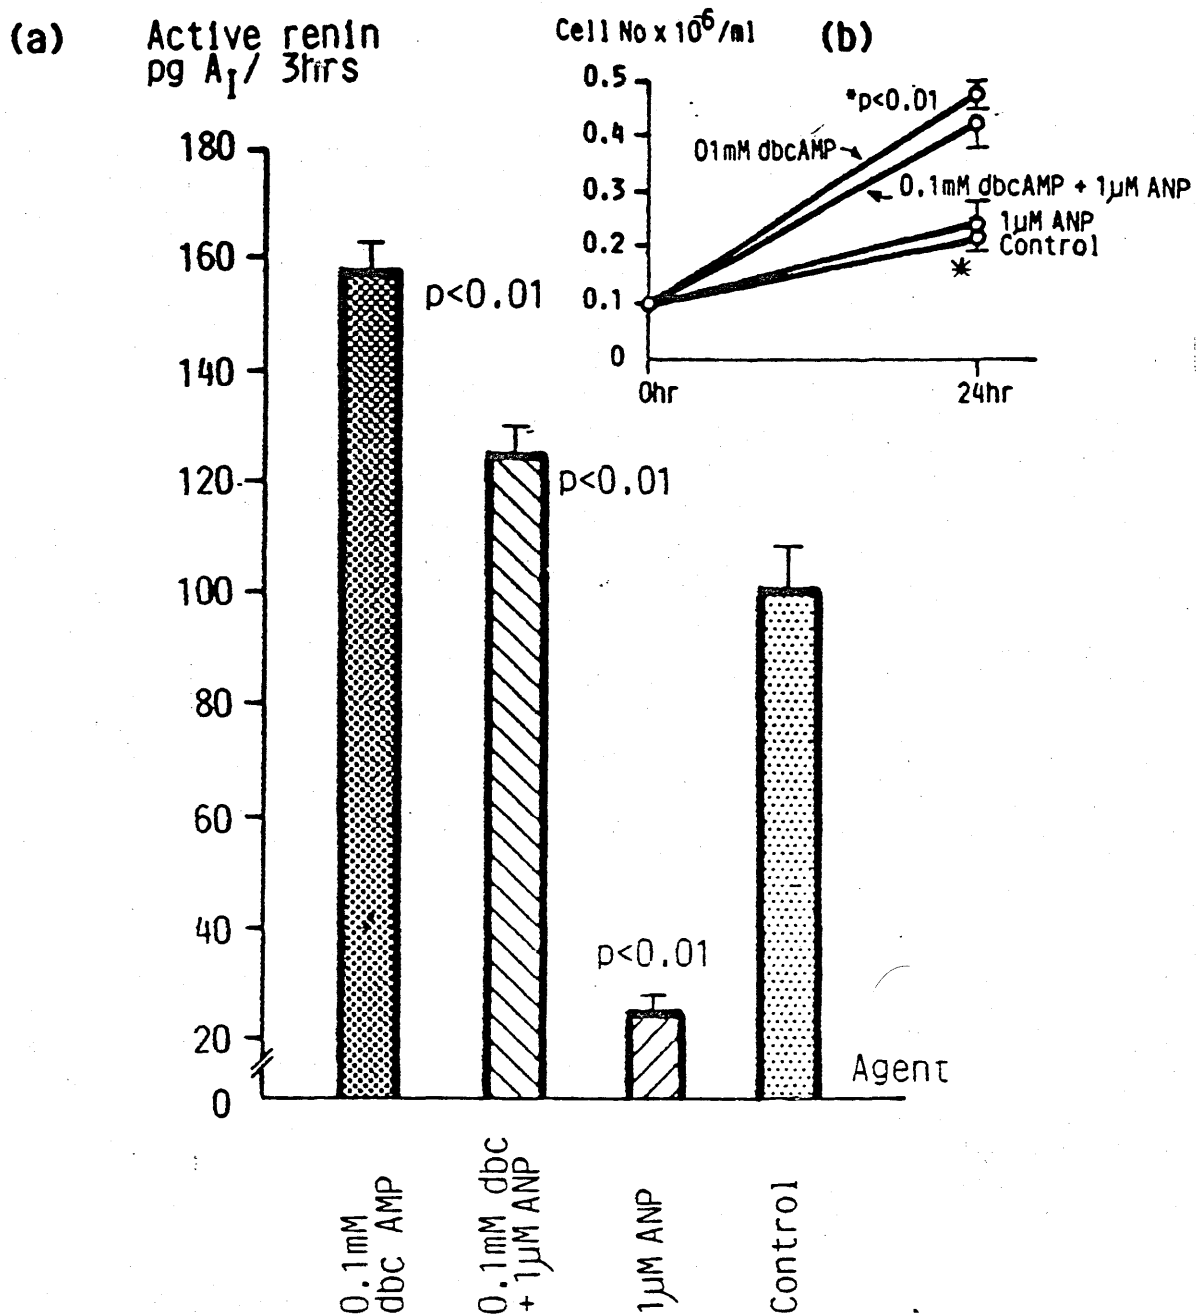 (a)
Active renin
pg AI/ 3hrs
180
160
140
120
100
80
60
40
20
0
p<0.01
p<0.01
p<0.01
Agent
0.1mM
dbc AMP
0.1mM dbc
+ 1µM ANP
1µM ANP
Control
Cell No x 10-6/ml
(b)
0.5
0.4
0.3
0.2
0.1
0
*p<0.01
01mM dbcAMP
0.1mM dbcAMP + 1µM ANP
1µM ANP
Control
*
0hr
24hr